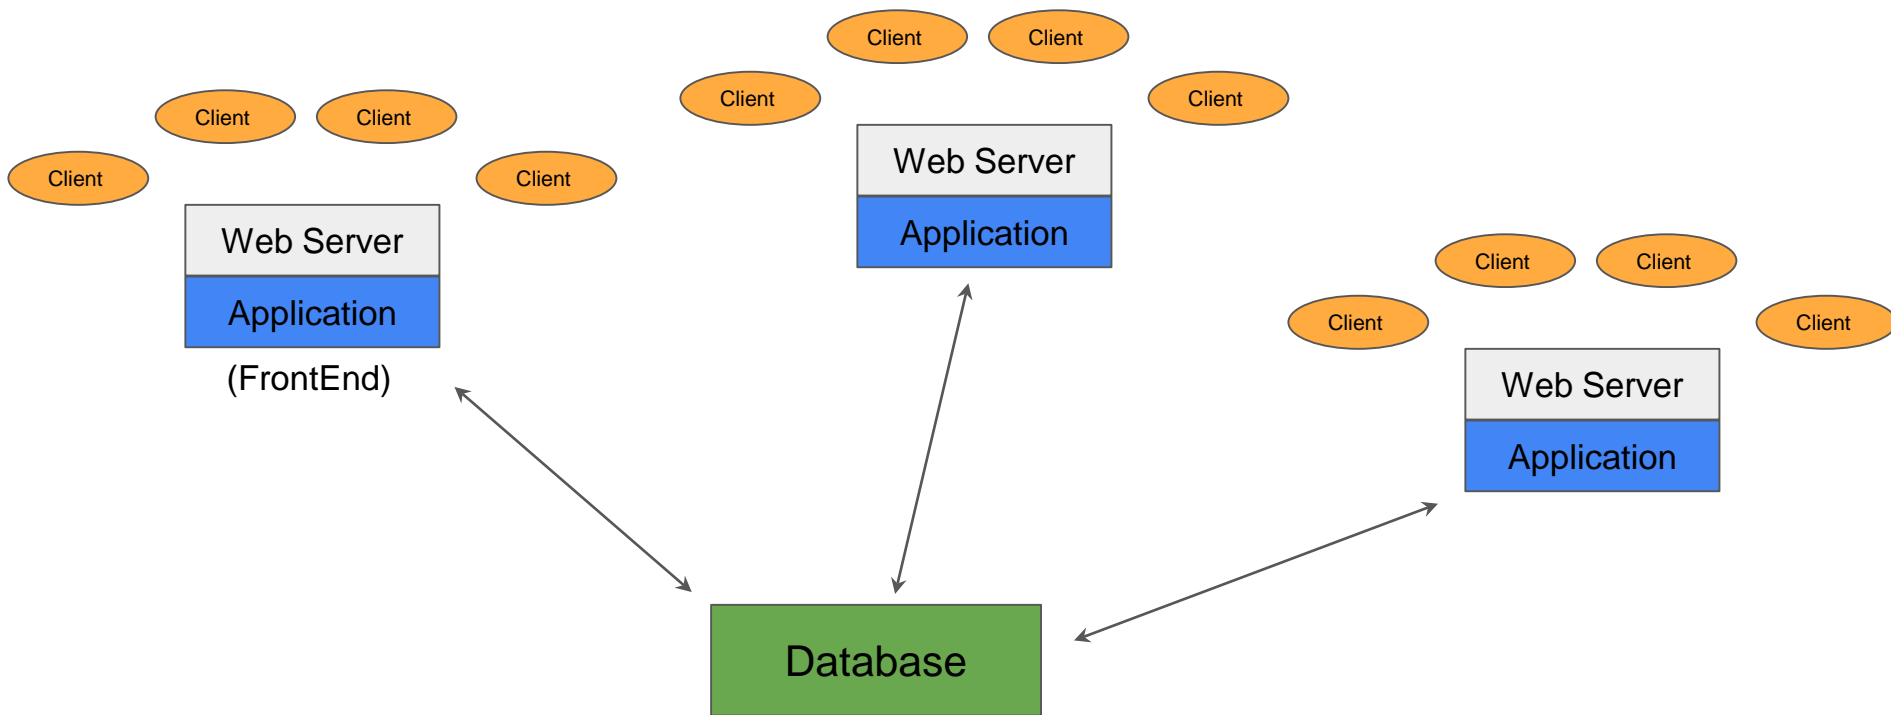 Client
Client
Client
Client
Web Server
Application
(FrontEnd)
Client
Client
Client
Client
Web Server
Application
Client
Client
Client
Client
Web Server
Application
Database